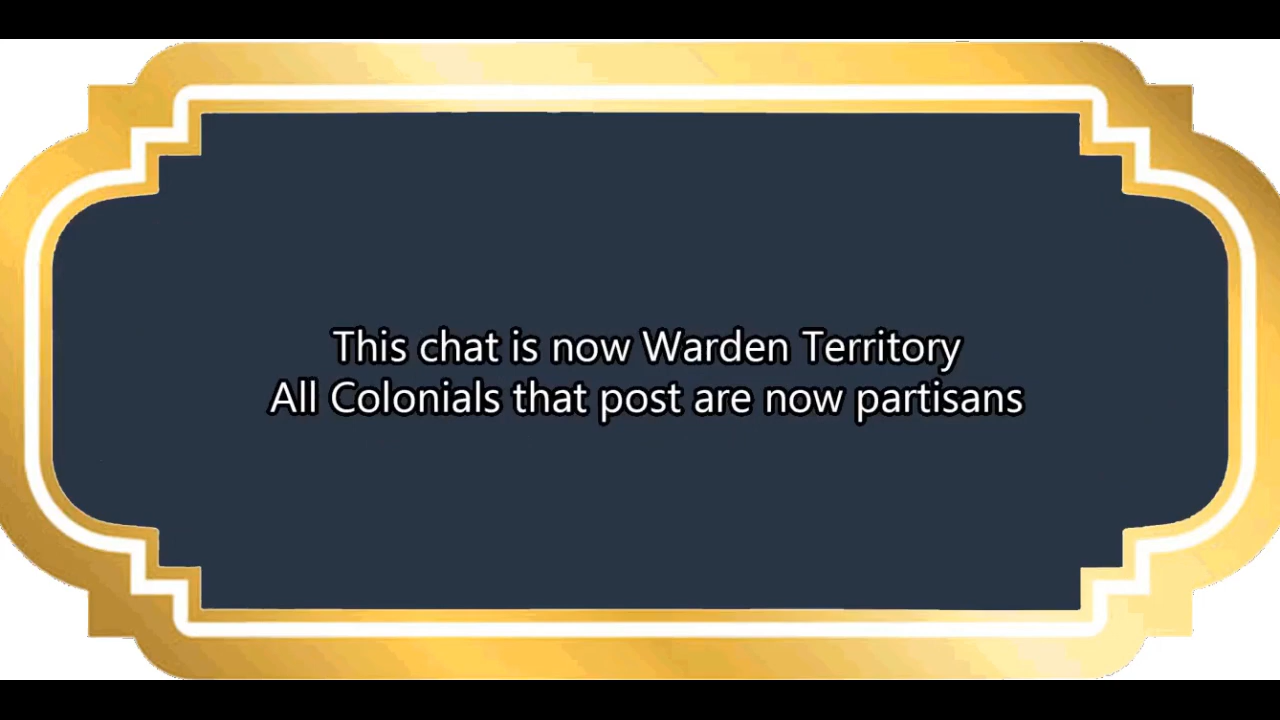 This chat is now Warden Territory
All Colonials that post are now partisans